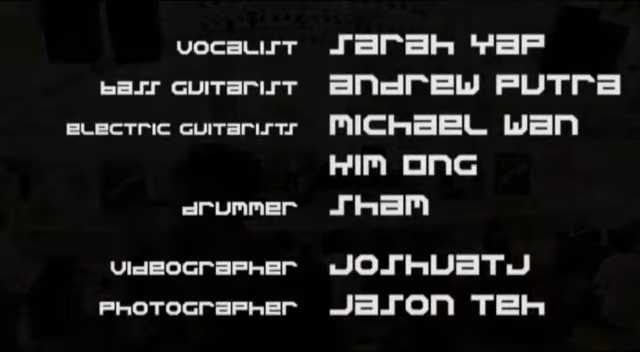 vocalist sarah yap
bass guitarist andrew putra
electric guitarists michael wan
kim ong
drummer sham
videographer joshuatj
photographer jason teh